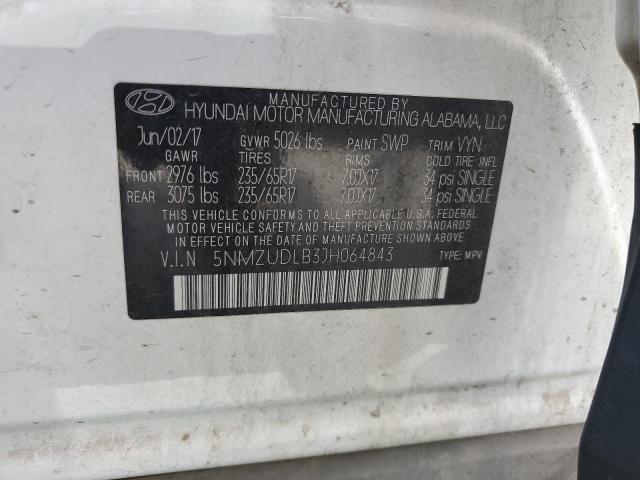 MANUFACTURED BY
HYUNDAI MOTOR MANUFACTURING ALABAMA, LLC
Jun/02/17 GVWR 5026 lbs PAINT SWP TRIM VYN
GAWR TIRES RIMS COLD TIRE INFL
FRONT 2976 lbs 235/65R17 7.0JX17 34 psi SINGLE
REAR 3075 lbs 235/65R17 7.0JX17 34 psi SINGLE
THIS VEHICLE CONFORMS TO ALL APPLICABLE U.S.A. FEDERAL
MOTOR VEHICLE SAFETY AND THEFT PREVENTION STANDARDS
IN EFFECT ON THE DATE OF MANUFACTURE SHOWN ABOVE.
V.I.N 5NMZUDLB3JH064843 TYPE: MPV